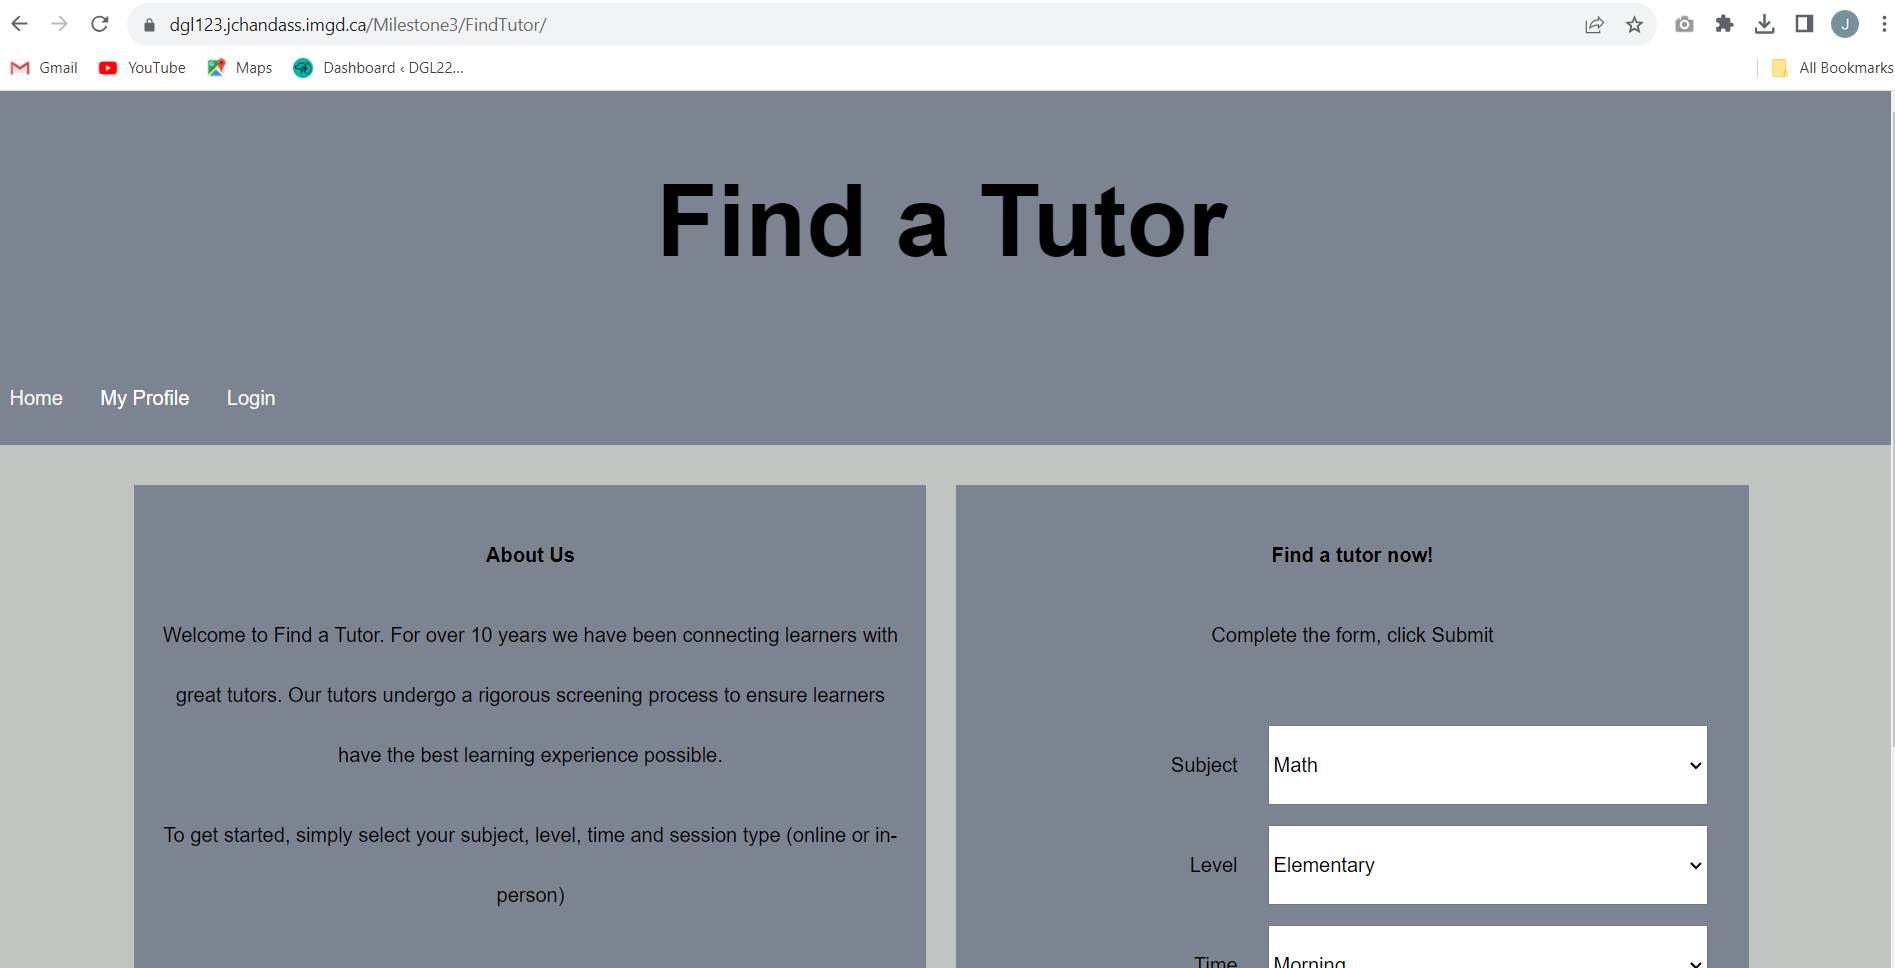 dgl123.jchandass.imgd.ca/Milestone3/FindTutor/
J
Gmail YouTube Maps Dashboard ‹ DGL22... All Bookmarks
Find a Tutor
Home My Profile Login
About Us
Welcome to Find a Tutor. For over 10 years we have been connecting learners with
great tutors. Our tutors undergo a rigorous screening process to ensure learners
have the best learning experience possible.
To get started, simply select your subject, level, time and session type (online or in-
person)
Find a tutor now!
Complete the form, click Submit
Subject Math
Level Elementary
Time Morning